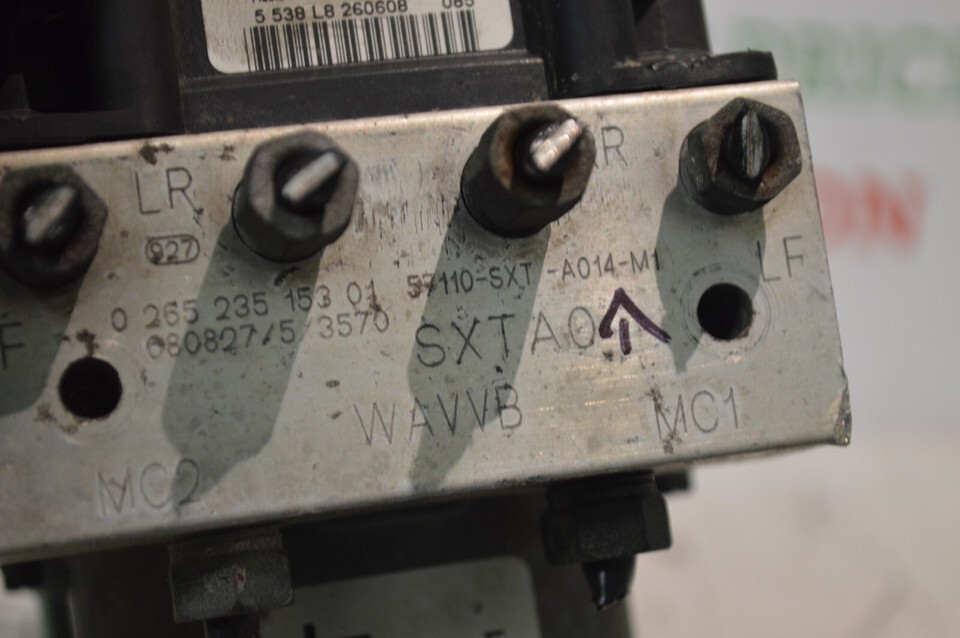 5 538 L8 260608 085
LR
R
927
LF
0 265 235 153 01 57110-SXT-A014-M1
080827/5/3570
SXTA0
F
WAVVB
MC1
MC2